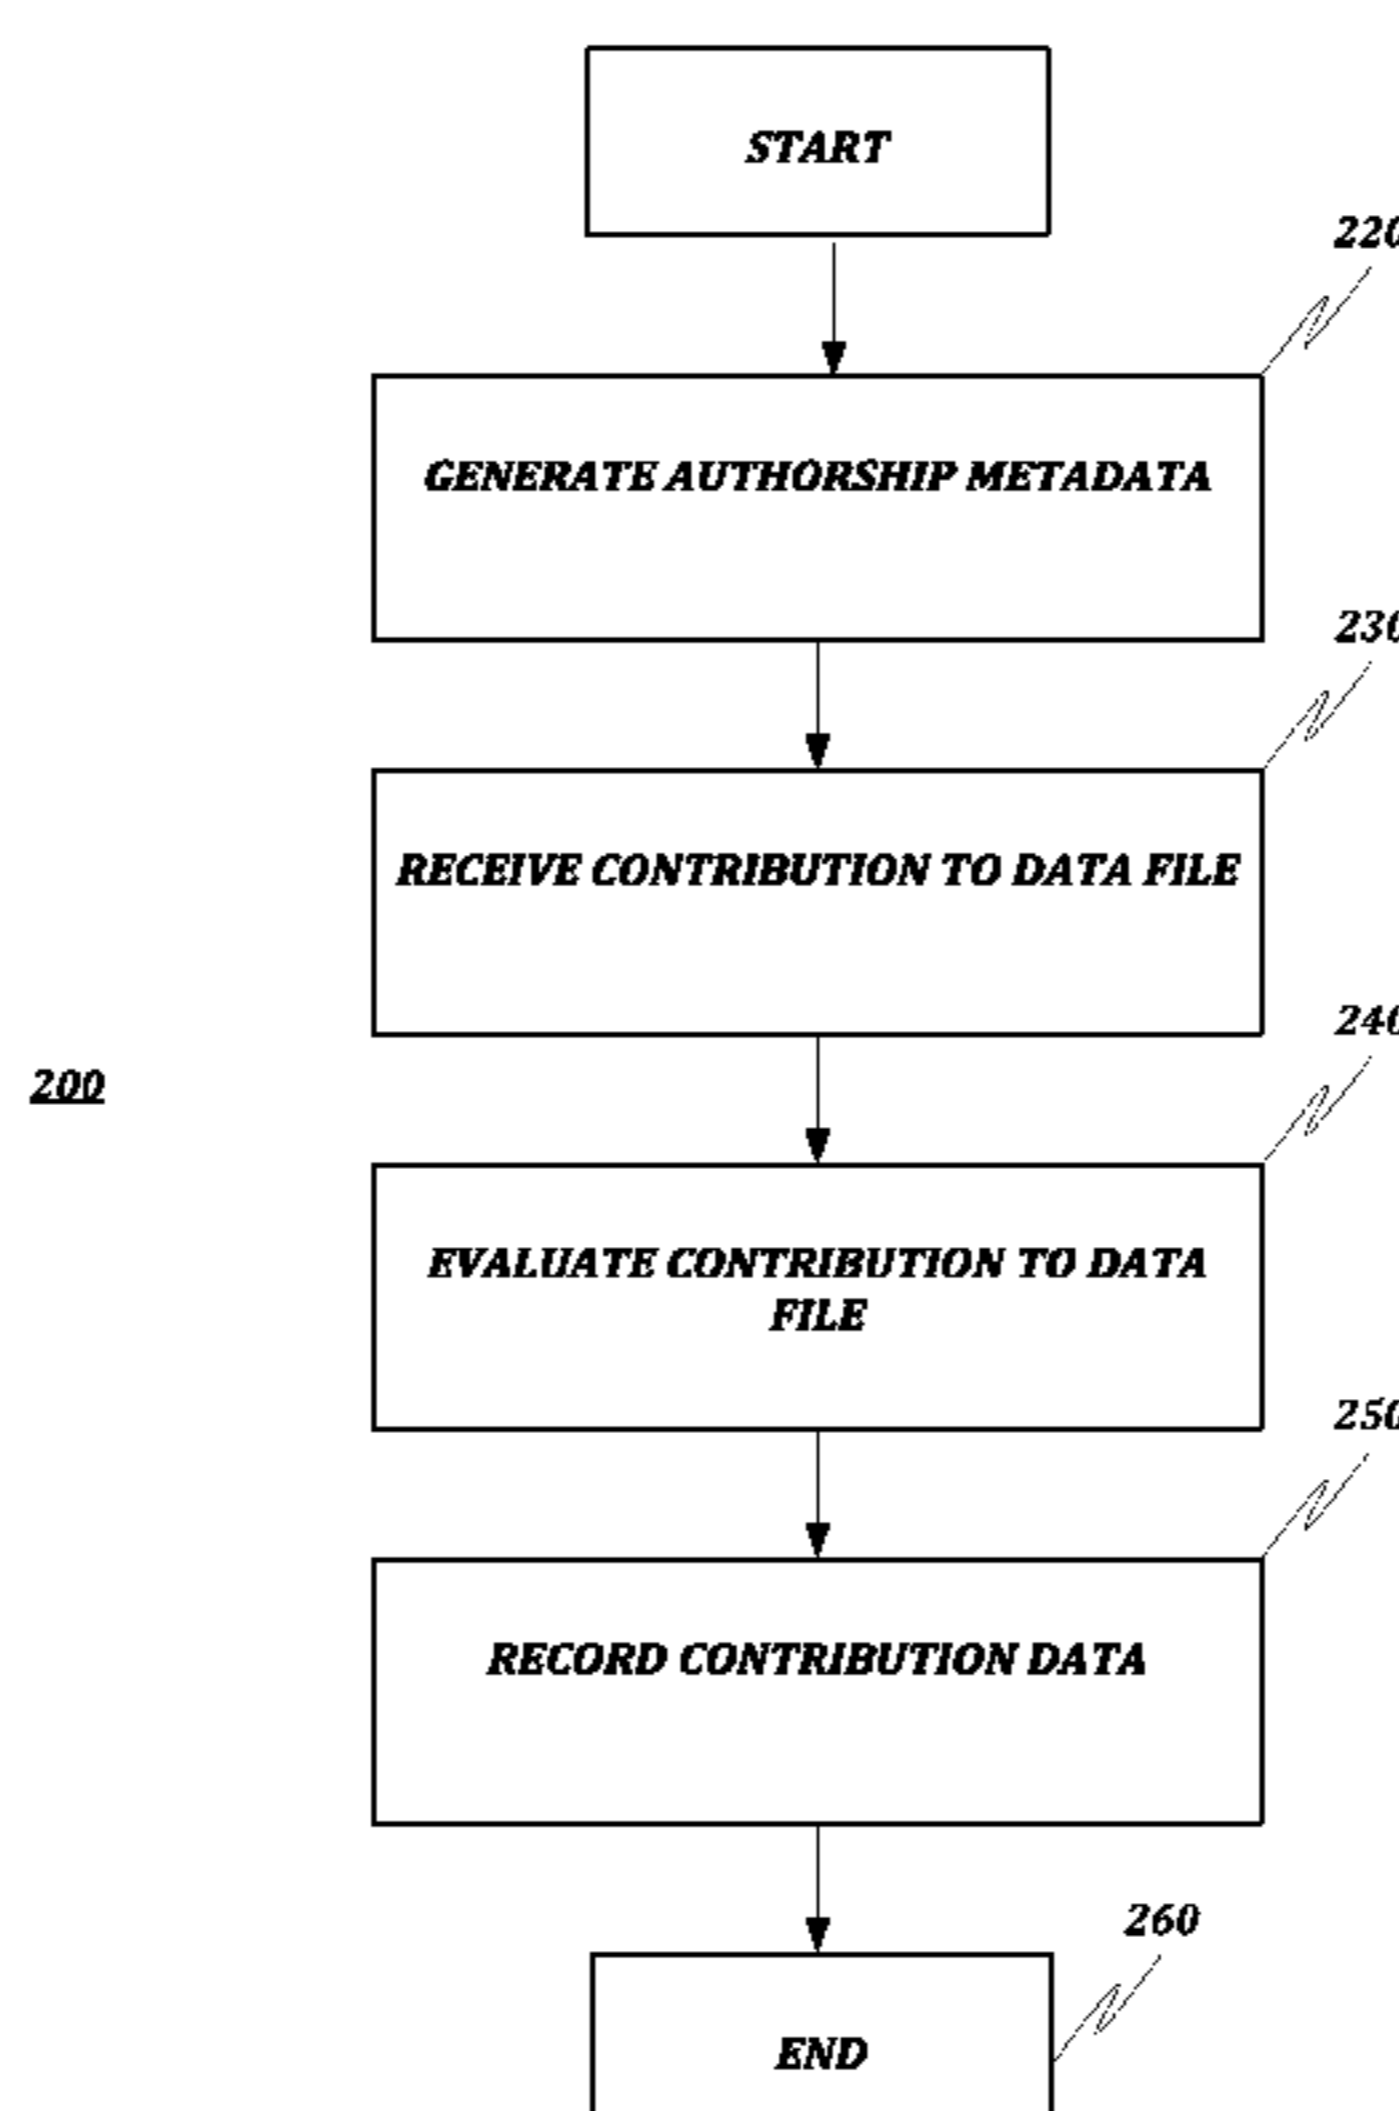 START
220
GENERATE AUTHORSHIP METADATA
230
RECEIVE CONTRIBUTION TO DATA FILE
240
200
EVALUATE CONTRIBUTION TO DATA
FILE
250
RECORD CONTRIBUTION DATA
260
END